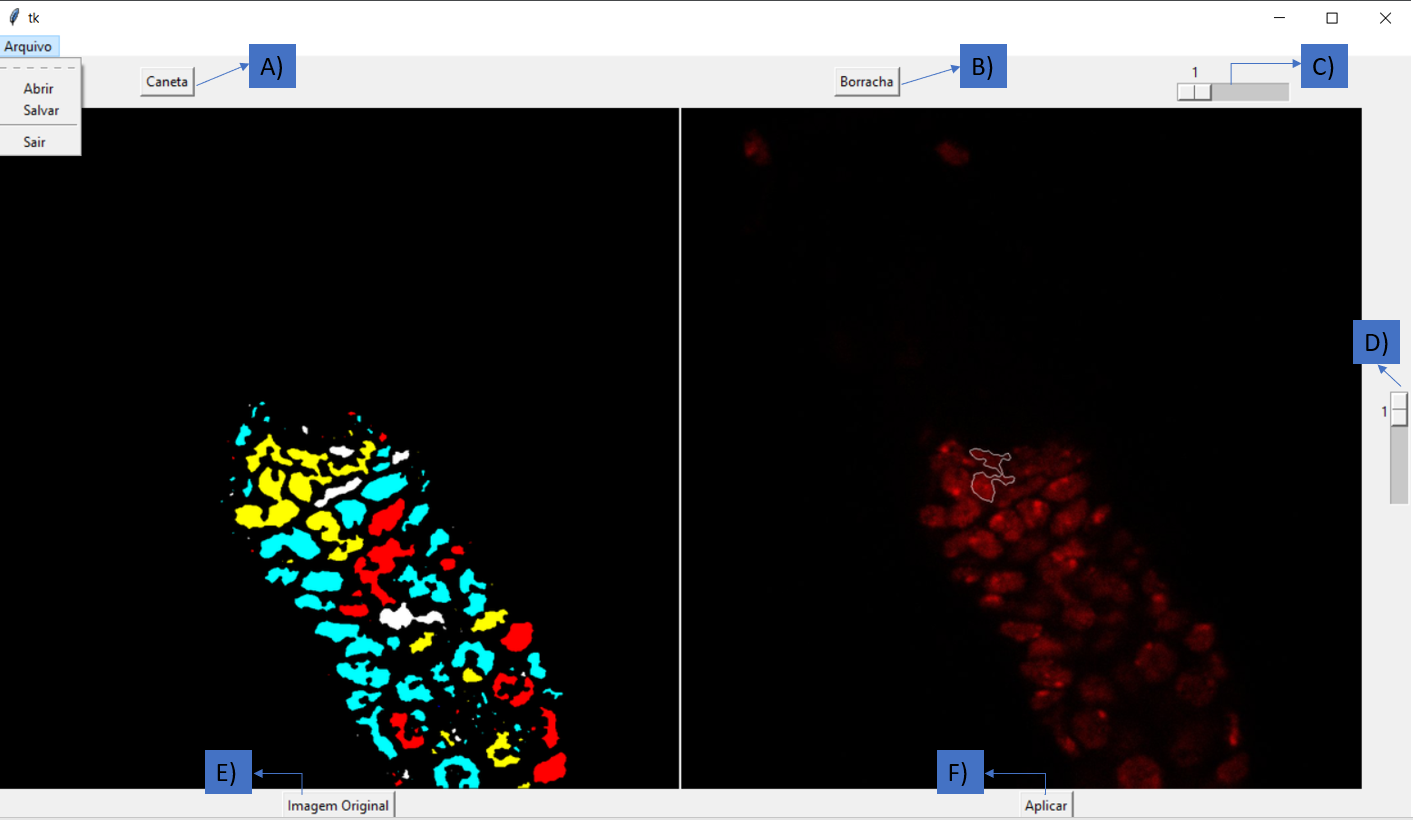 tk
Arquivo
Abrir
Salvar
Sair
Caneta
A)
Borracha
B)
1
C)
D)
1
E)
Imagem Original
F)
Aplicar